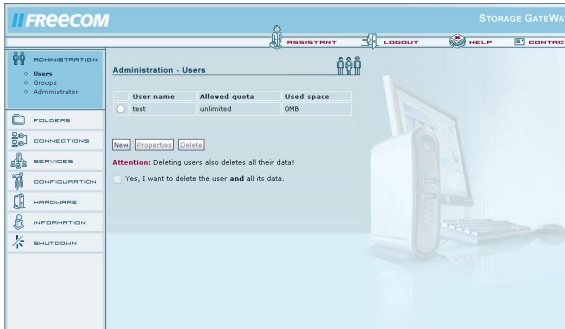 FREECOM
STORAGE GATEWA
ASSISTANT LOGOUT HELP CONTAC
ADMINISTRATION
Users
Groups
Administrator
FOLDERS
CONNECTIONS
SERVICES
CONFIGURATION
HARDWARE
INFORMATION
SHUTDOWN
Administration - Users
User name Allowed quota Used space
test unlimited 0MB
New Properties Delete
Attention: Deleting users also deletes all their data!
Yes, I want to delete the user and all its data.